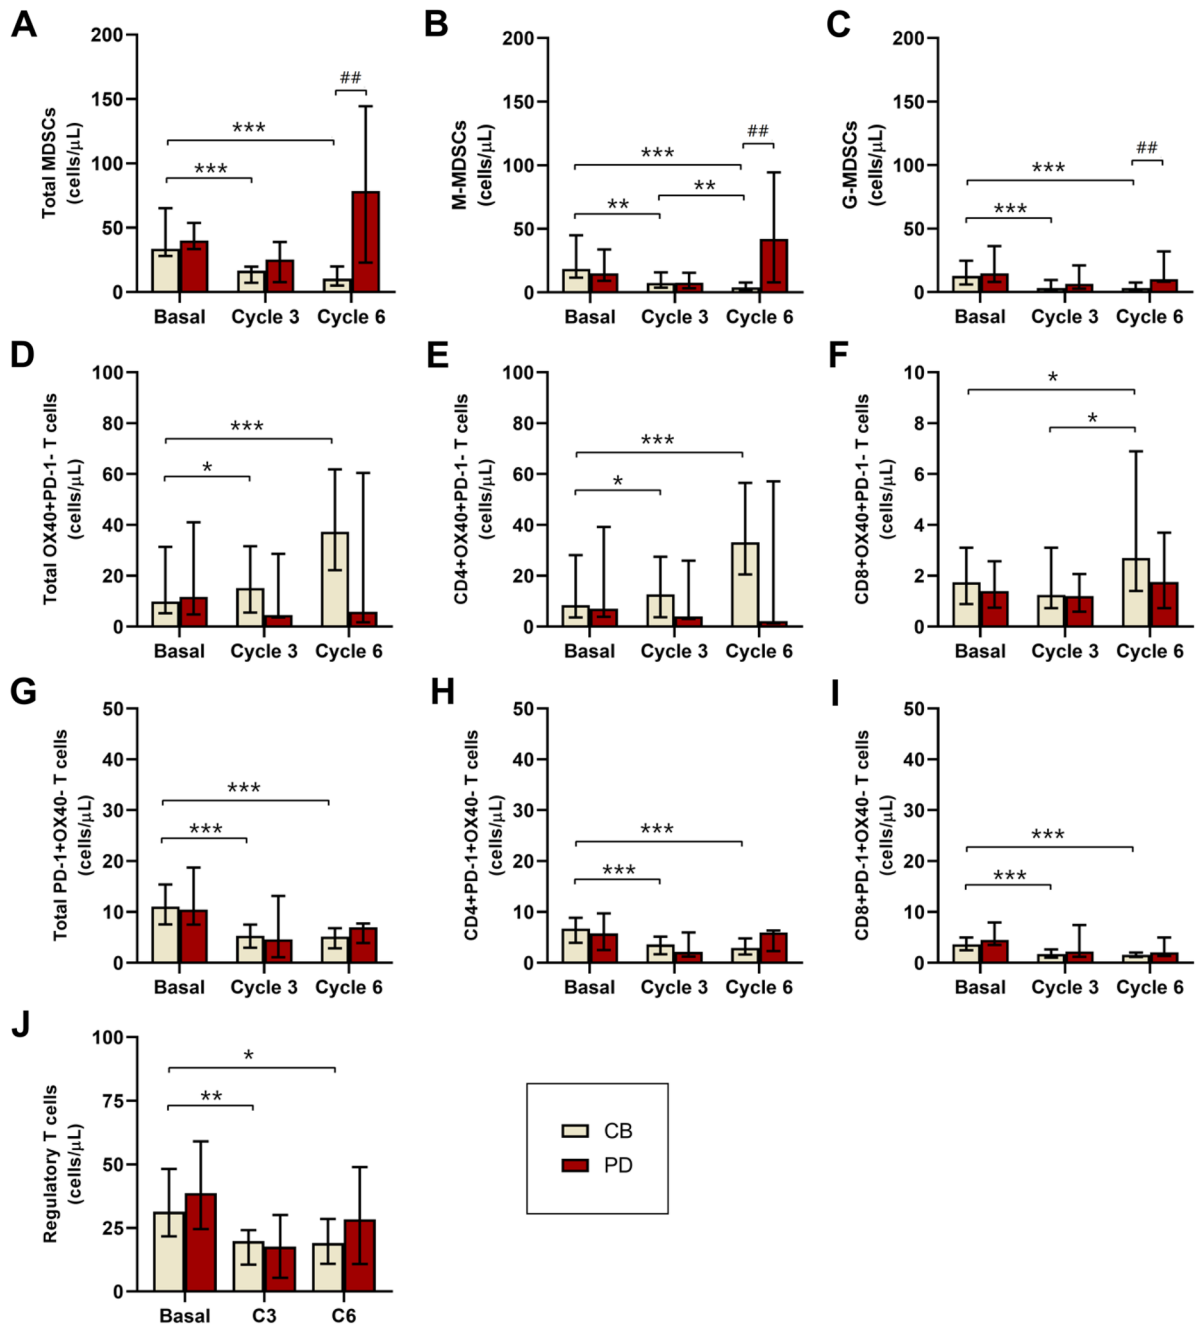 A
Total MDSCs
(cells/μL)
200
150
100
50
0
***
***
##
Basal
Cycle 3
Cycle 6
B
M-MDSCs
(cells/μL)
200
150
100
50
0
***
**
**
##
Basal
Cycle 3
Cycle 6
C
G-MDSCs
(cells/μL)
200
150
100
50
0
***
***
##
Basal
Cycle 3
Cycle 6
D
Total OX40+PD-1- T cells
(cells/μL)
100
80
60
40
20
0
***
*
Basal
Cycle 3
Cycle 6
E
CD4+OX40+PD-1- T cells
(cells/μL)
100
80
60
40
20
0
***
*
Basal
Cycle 3
Cycle 6
F
CD8+OX40+PD-1- T cells
(cells/μL)
10
8
6
4
2
0
*
*
Basal
Cycle 3
Cycle 6
G
Total PD-1+OX40- T cells
(cells/μL)
50
40
30
20
10
0
***
***
Basal
Cycle 3
Cycle 6
H
CD4+PD-1+OX40- T cells
(cells/μL)
50
40
30
20
10
0
***
***
Basal
Cycle 3
Cycle 6
I
CD8+PD-1+OX40- T cells
(cells/μL)
50
40
30
20
10
0
***
***
Basal
Cycle 3
Cycle 6
J
Regulatory T cells
(cells/μL)
100
75
50
25
0
*
**
Basal
C3
C6
CB
PD